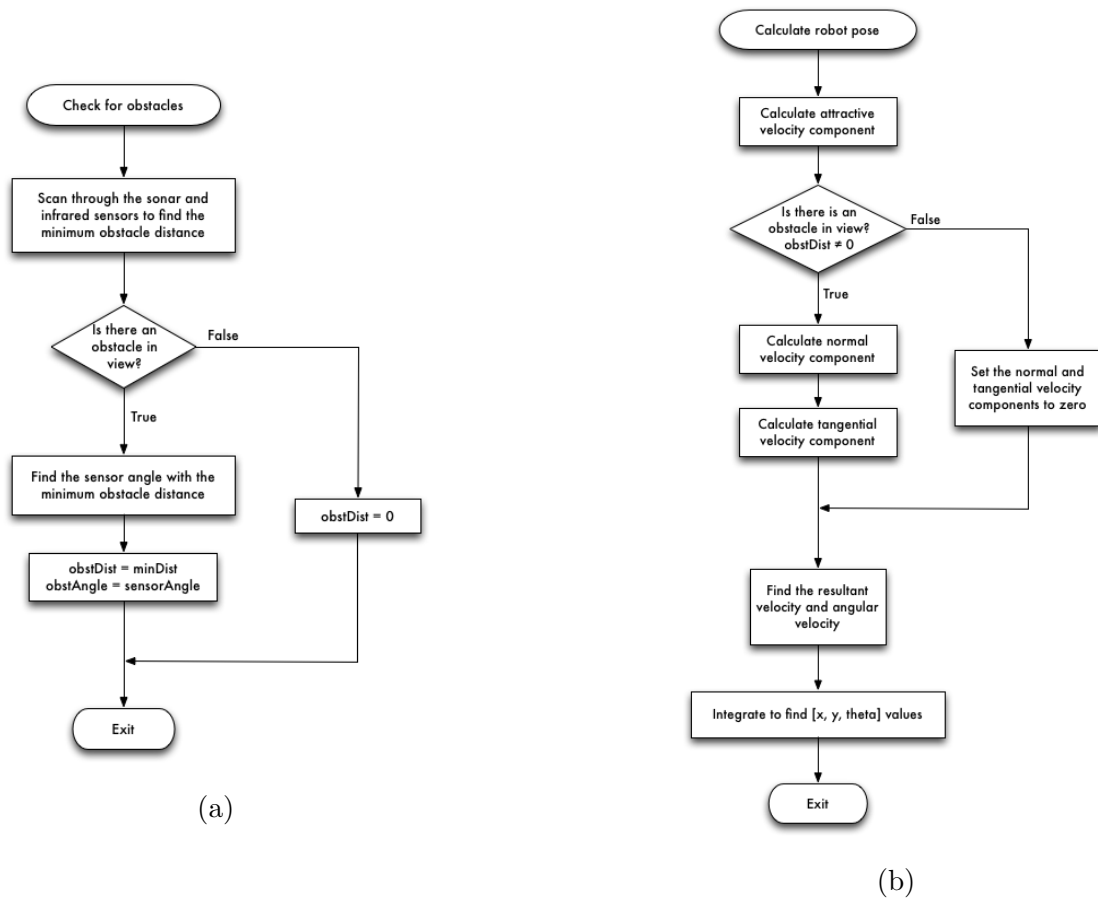 Check for obstacles
Scan through the sonar and
infrared sensors to find the
minimum obstacle distance
Is there an
obstacle in
view?
False
True
Find the sensor angle with the
minimum obstacle distance
obstDist = 0
obstDist = minDist
obstAngle = sensorAngle
Exit
(a)
Calculate robot pose
Calculate attractive
velocity component
Is there is an
obstacle in view?
obstDist ≠ 0
False
True
Calculate normal
velocity component
Set the normal and
tangential velocity
components to zero
Calculate tangential
velocity component
Find the resultant
velocity and angular
velocity
Integrate to find [x, y, theta] values
Exit
(b)